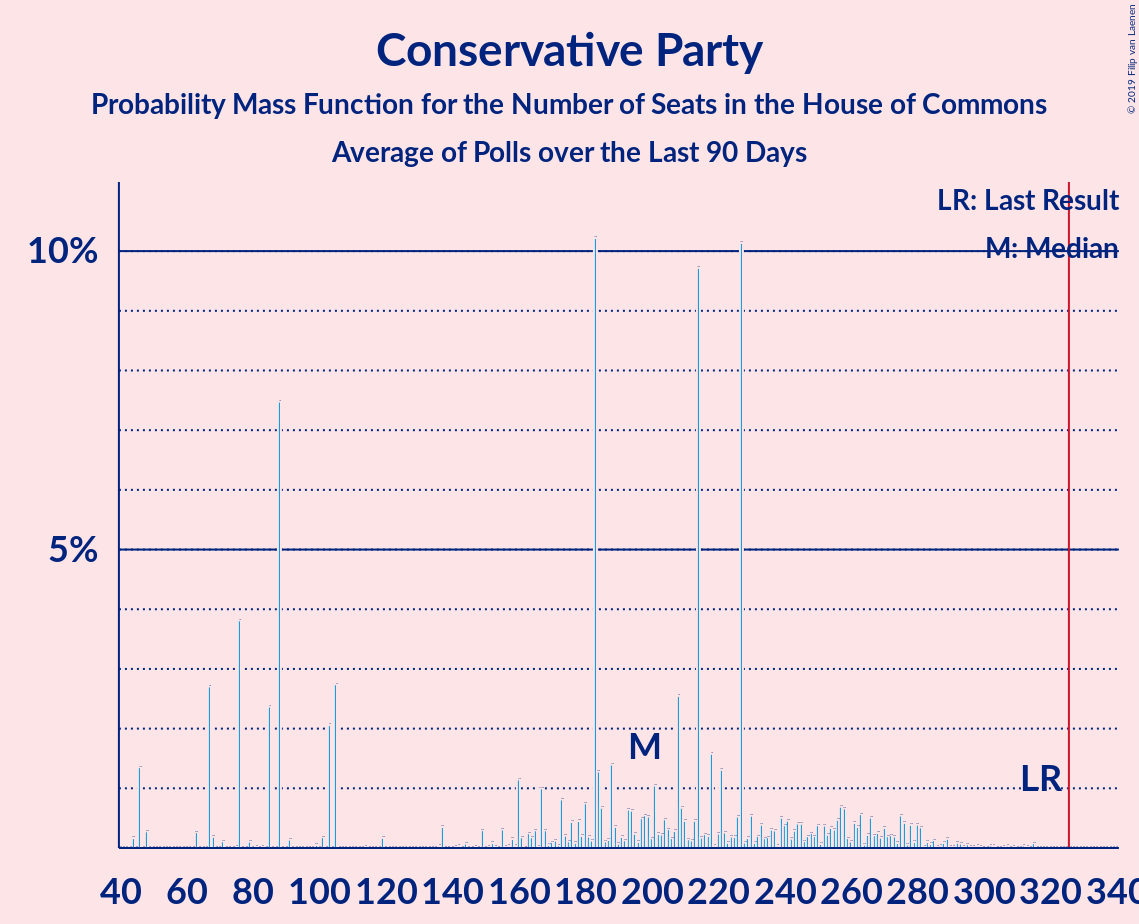 Conservative Party
Probability Mass Function for the Number of Seats in the House of Commons
Average of Polls over the Last 90 Days
© 2019 Filip van Laenen
LR: Last Result
M: Median
10%
5%
M
LR
40 60 80 100 120 140 160 180 200 220 240 260 280 300 320 340